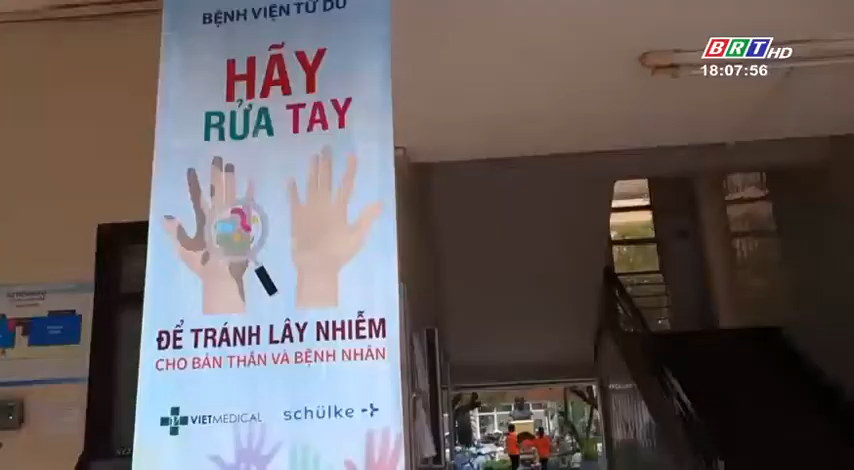 BỆNH VIỆN TỪ DŨ
BRT HD
18:07:56
HÃY
RỬA TAY
ĐỂ TRÁNH LÂY NHIỄM
CHO BẢN THÂN VÀ BỆNH NHÂN
VIETMEDICAL
schülke